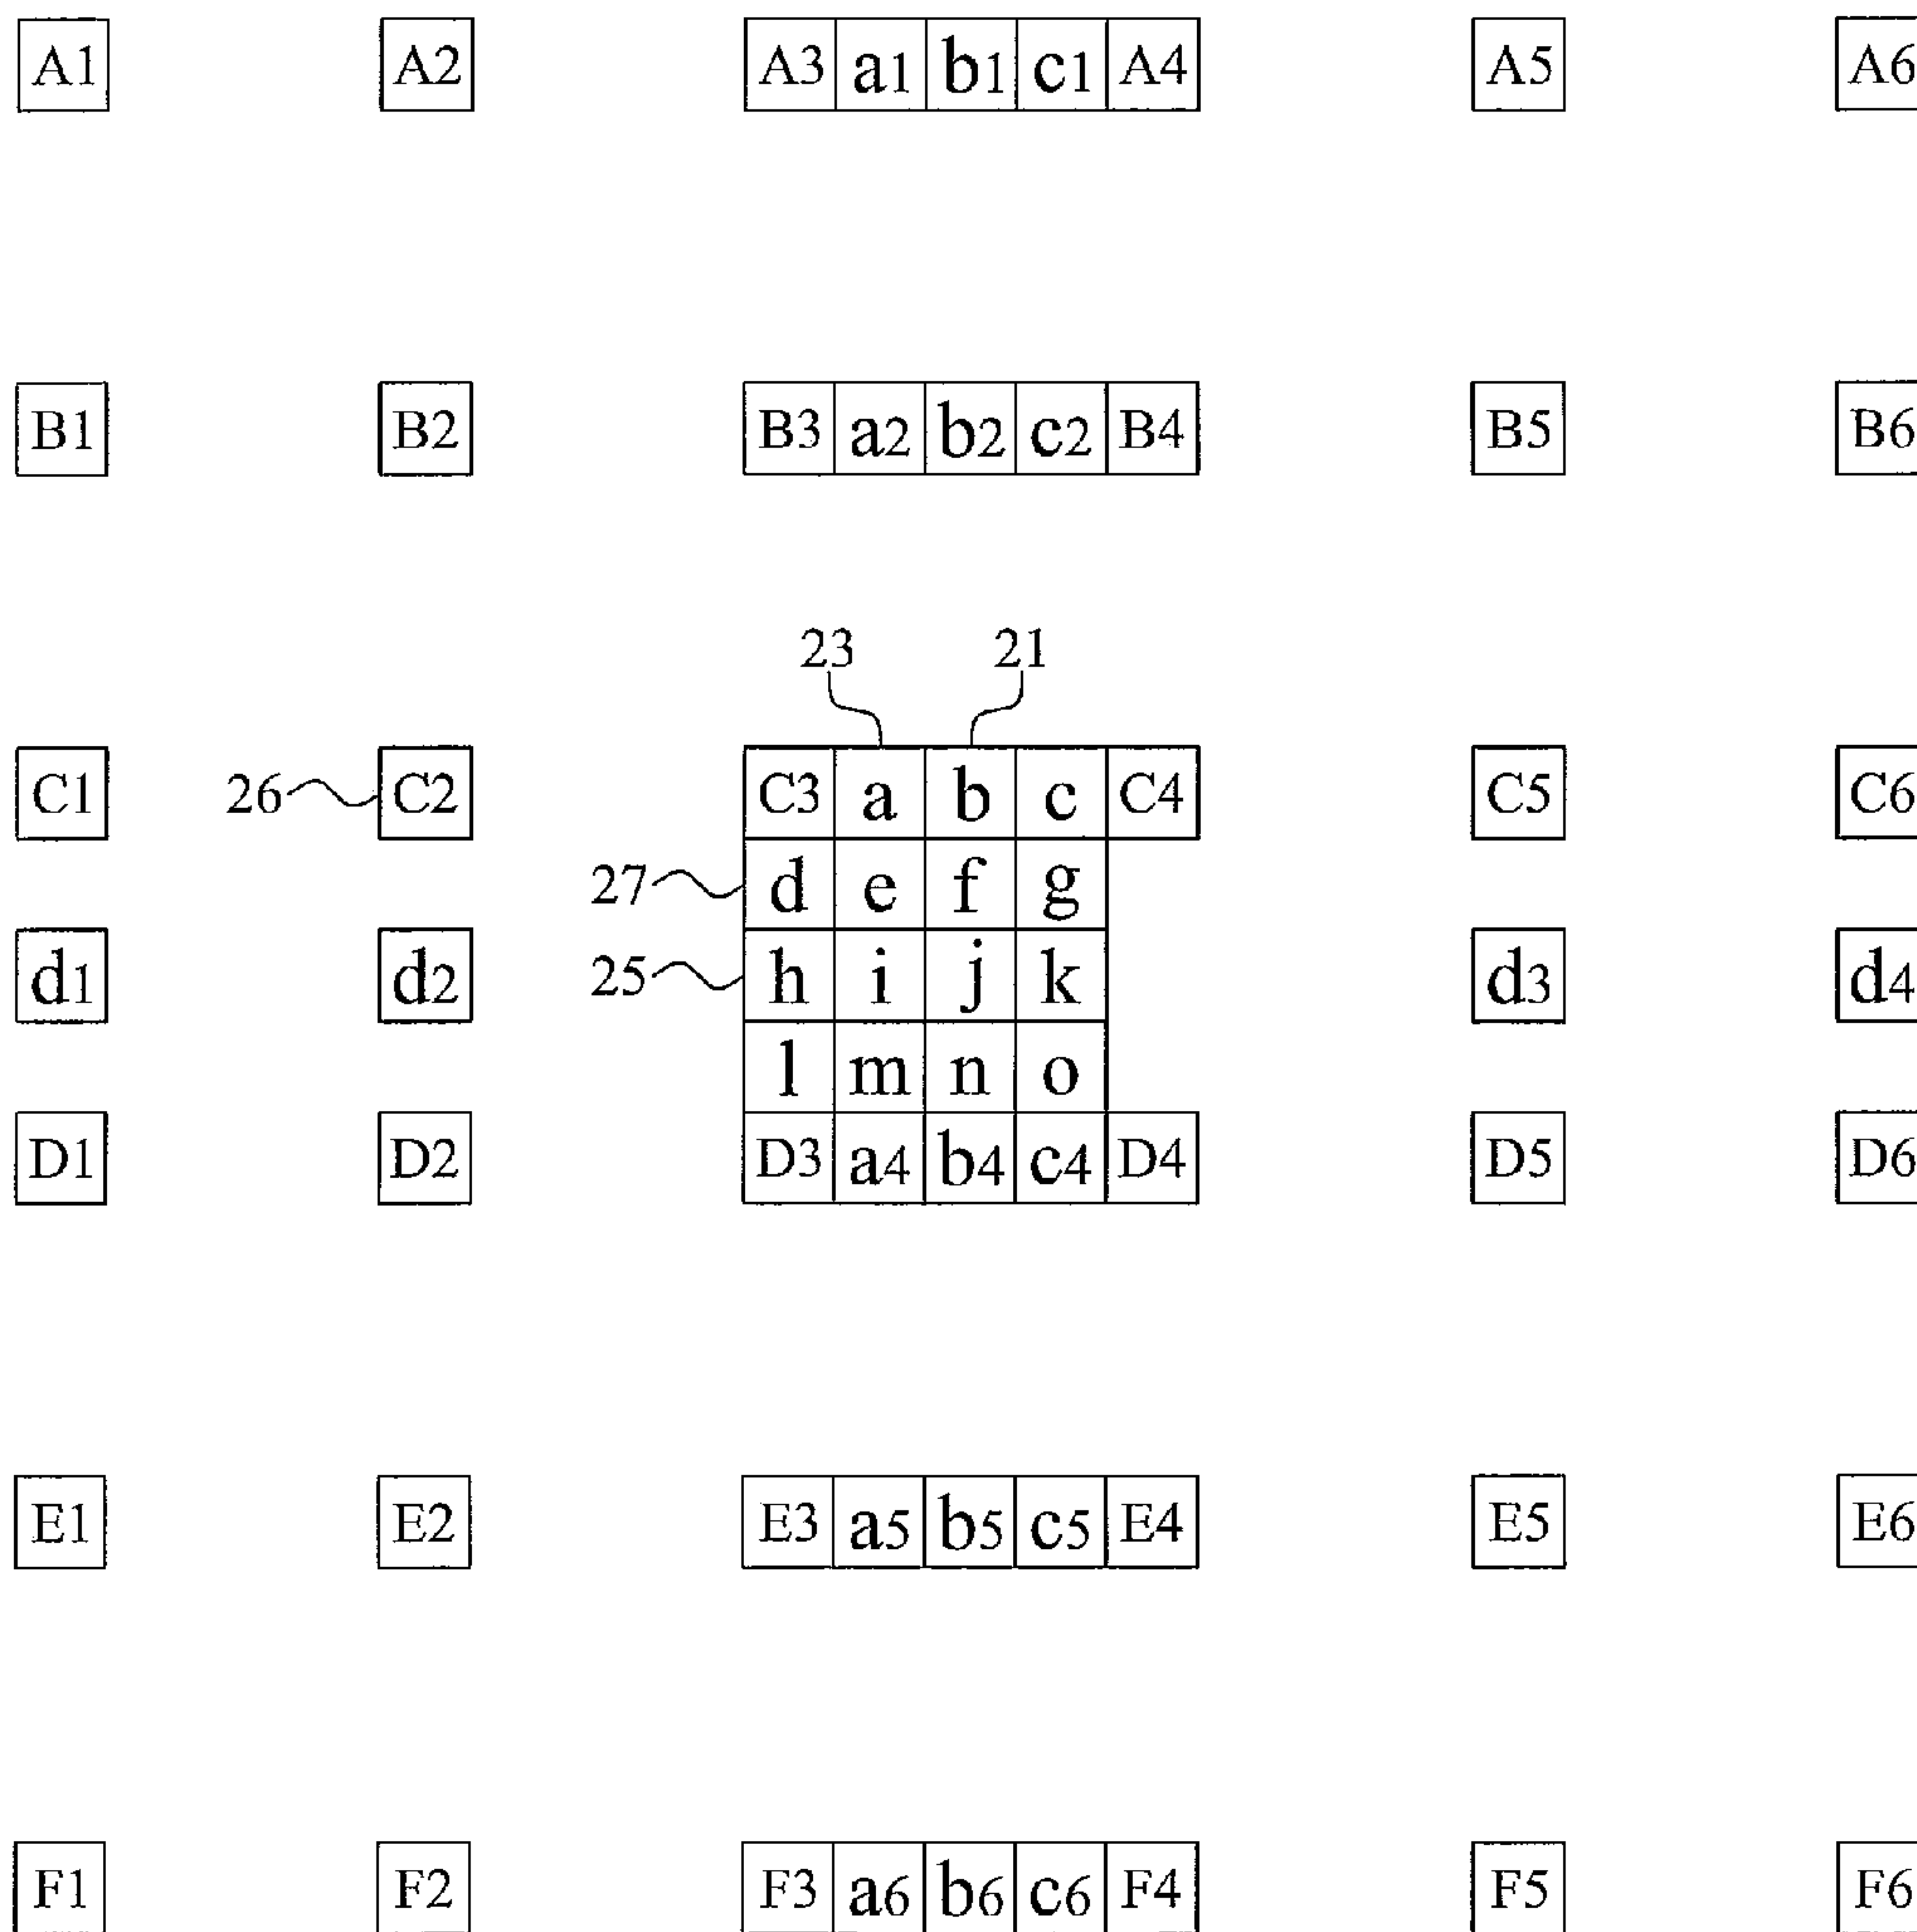 A1 A2 A3 a1 b1 c1 A4 A5 A6
B1 B2 B3 a2 b2 c2 B4 B5 B6
23 21
C1 26 C2 C3 a b c C4 C5 C6
27 d e f g
d1 d2 25 h i j k d3 d4
l m n o
D1 D2 D3 a4 b4 c4 D4 D5 D6
E1 E2 E3 a5 b5 c5 E4 E5 E6
F1 F2 F3 a6 b6 c6 F4 F5 F6